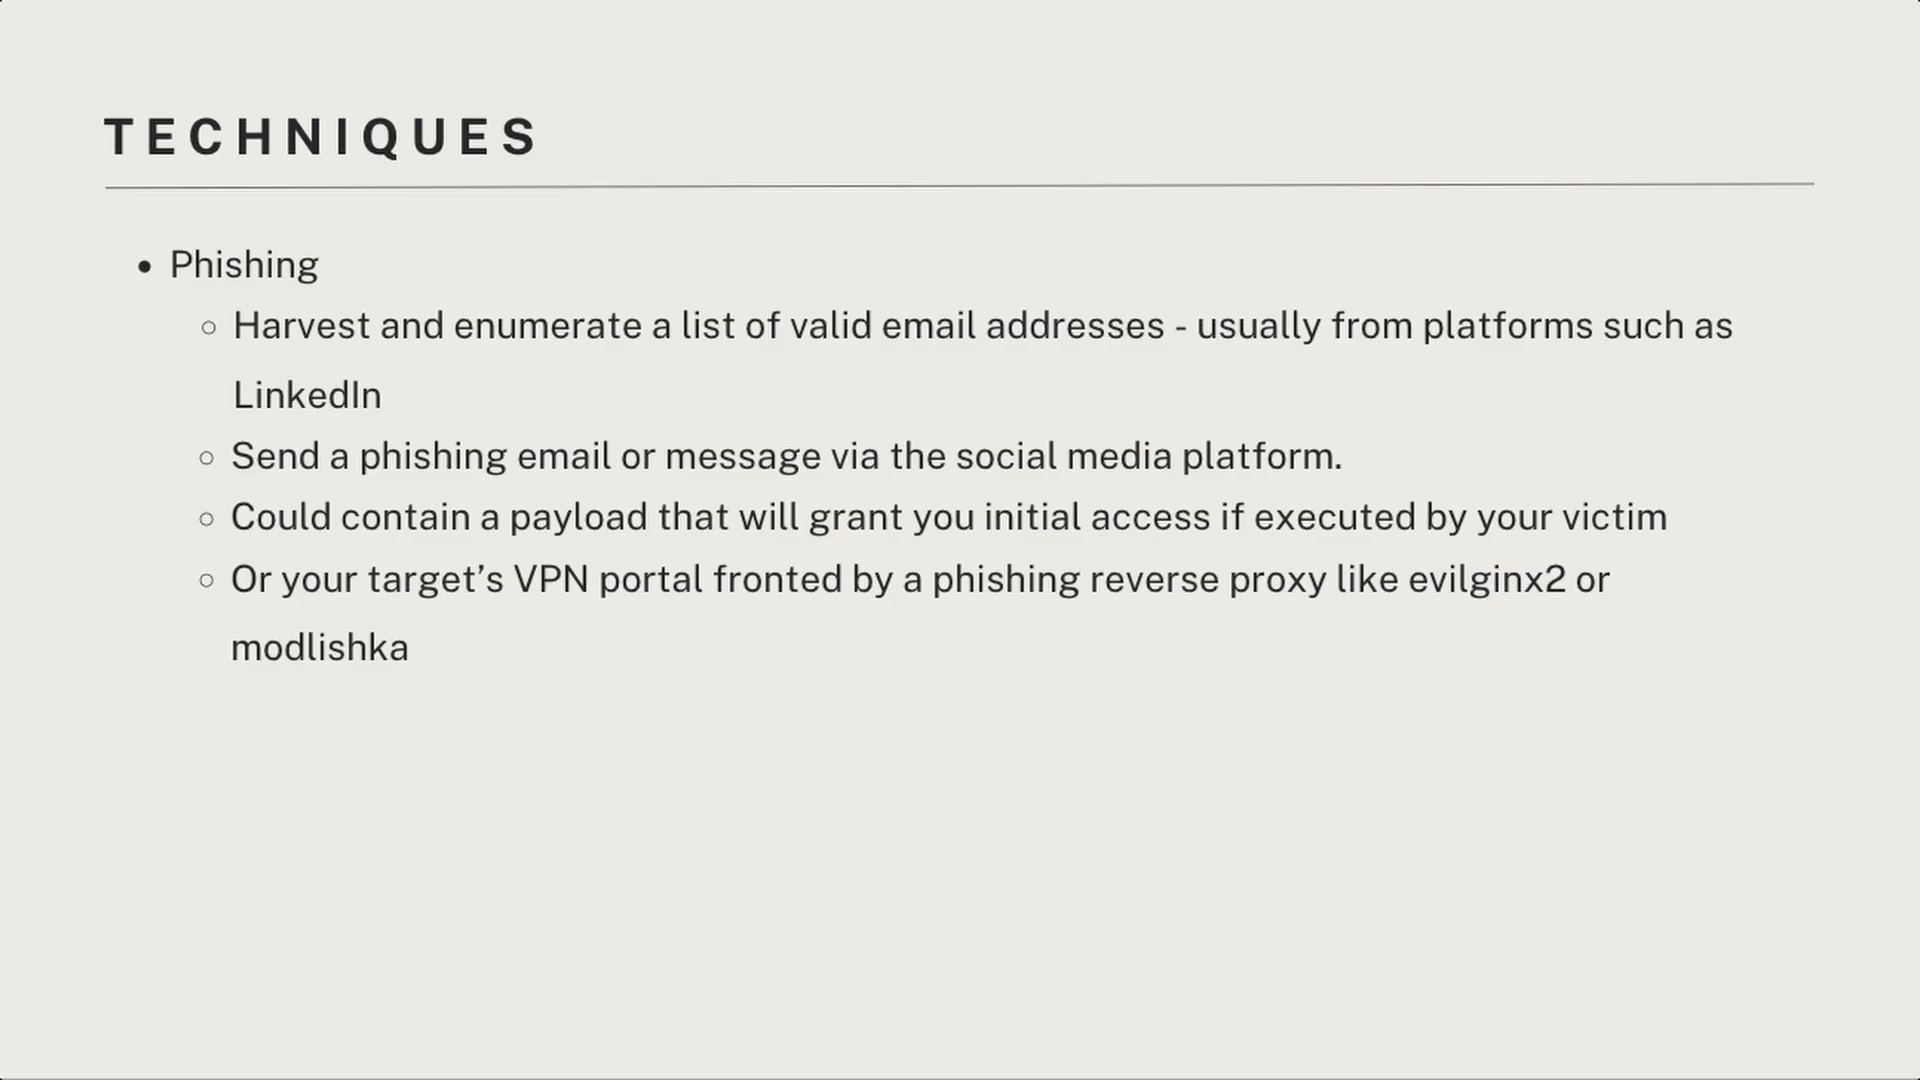 TECHNIQUES
• Phishing
○ Harvest and enumerate a list of valid email addresses - usually from platforms such as
LinkedIn
○ Send a phishing email or message via the social media platform.
○ Could contain a payload that will grant you initial access if executed by your victim
○ Or your target’s VPN portal fronted by a phishing reverse proxy like evilginx2 or
modlishka